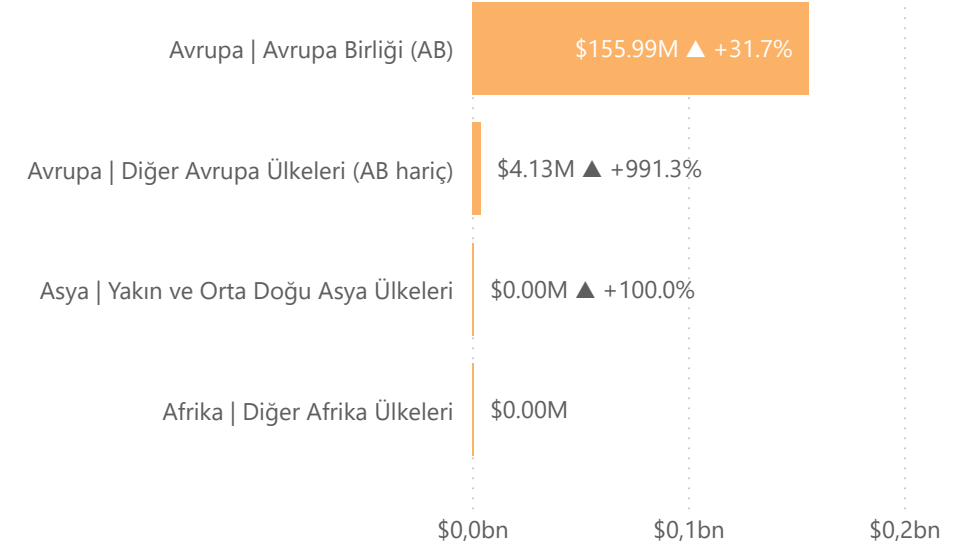 Avrupa | Avrupa Birliği (AB) $155.99M ▲ +31.7%
Avrupa | Diğer Avrupa Ülkeleri (AB hariç) $4.13M ▲ +991.3%
Asya | Yakın ve Orta Doğu Asya Ülkeleri $0.00M ▲ +100.0%
Afrika | Diğer Afrika Ülkeleri $0.00M
$0,0bn $0,1bn $0,2bn